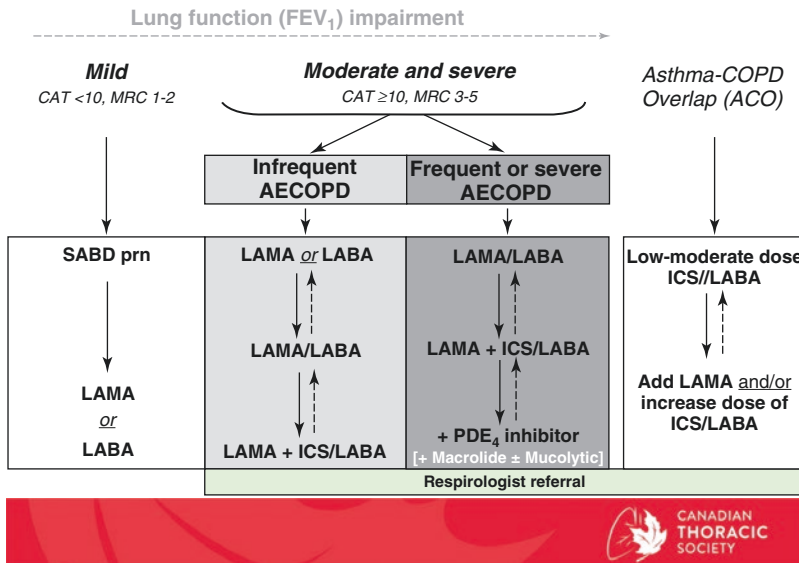 Lung function (FEV1) impairment
Mild
CAT <10, MRC 1-2
Moderate and severe
CAT ≥10, MRC 3-5
Asthma-COPD
Overlap (ACO)
Infrequent
AECOPD
Frequent or severe
AECOPD
SABD prn
LAMA
or
LABA
LAMA or LABA
LAMA/LABA
LAMA + ICS/LABA
LAMA/LABA
LAMA + ICS/LABA
+ PDE4 inhibitor
[+ Macrolide ± Mucolytic]
Low-moderate dose
ICS//LABA
Add LAMA and/or
increase dose of
ICS/LABA
Respirologist referral
CANADIAN
THORACIC
SOCIETY